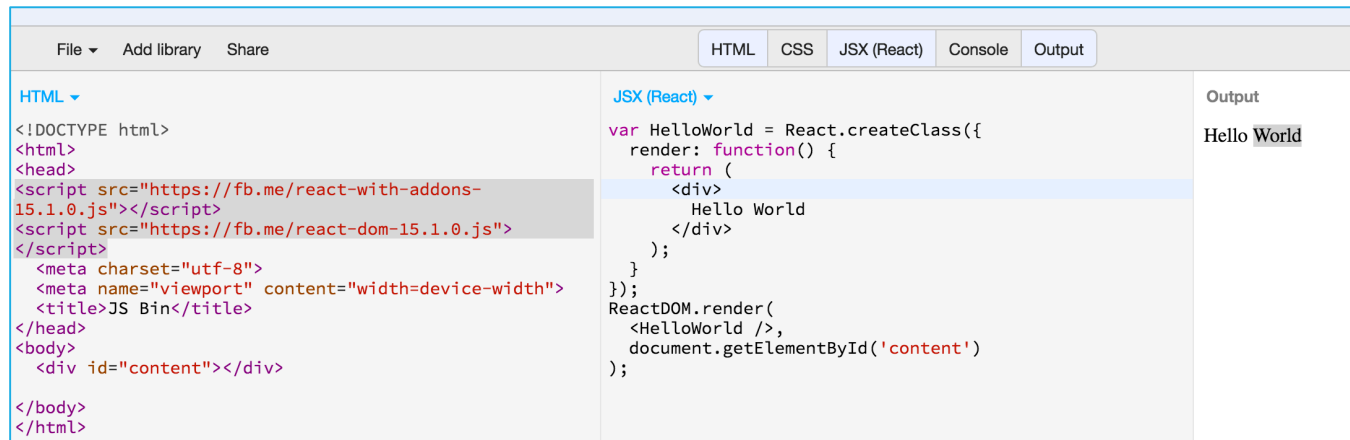 File Add library Share
HTML CSS JSX (React) Console Output
HTML
<!DOCTYPE html>
<html>
<head>
<script src="https://fb.me/react-with-addons-
15.1.0.js"></script>
<script src="https://fb.me/react-dom-15.1.0.js">
</script>
  <meta charset="utf-8">
  <meta name="viewport" content="width=device-width">
  <title>JS Bin</title>
</head>
<body>
  <div id="content"></div>
</body>
</html>
JSX (React)
var HelloWorld = React.createClass({
  render: function() {
    return (
      <div>
        Hello World
      </div>
    );
  }
});
ReactDOM.render(
  <HelloWorld />,
  document.getElementById('content')
);
Output
Hello World